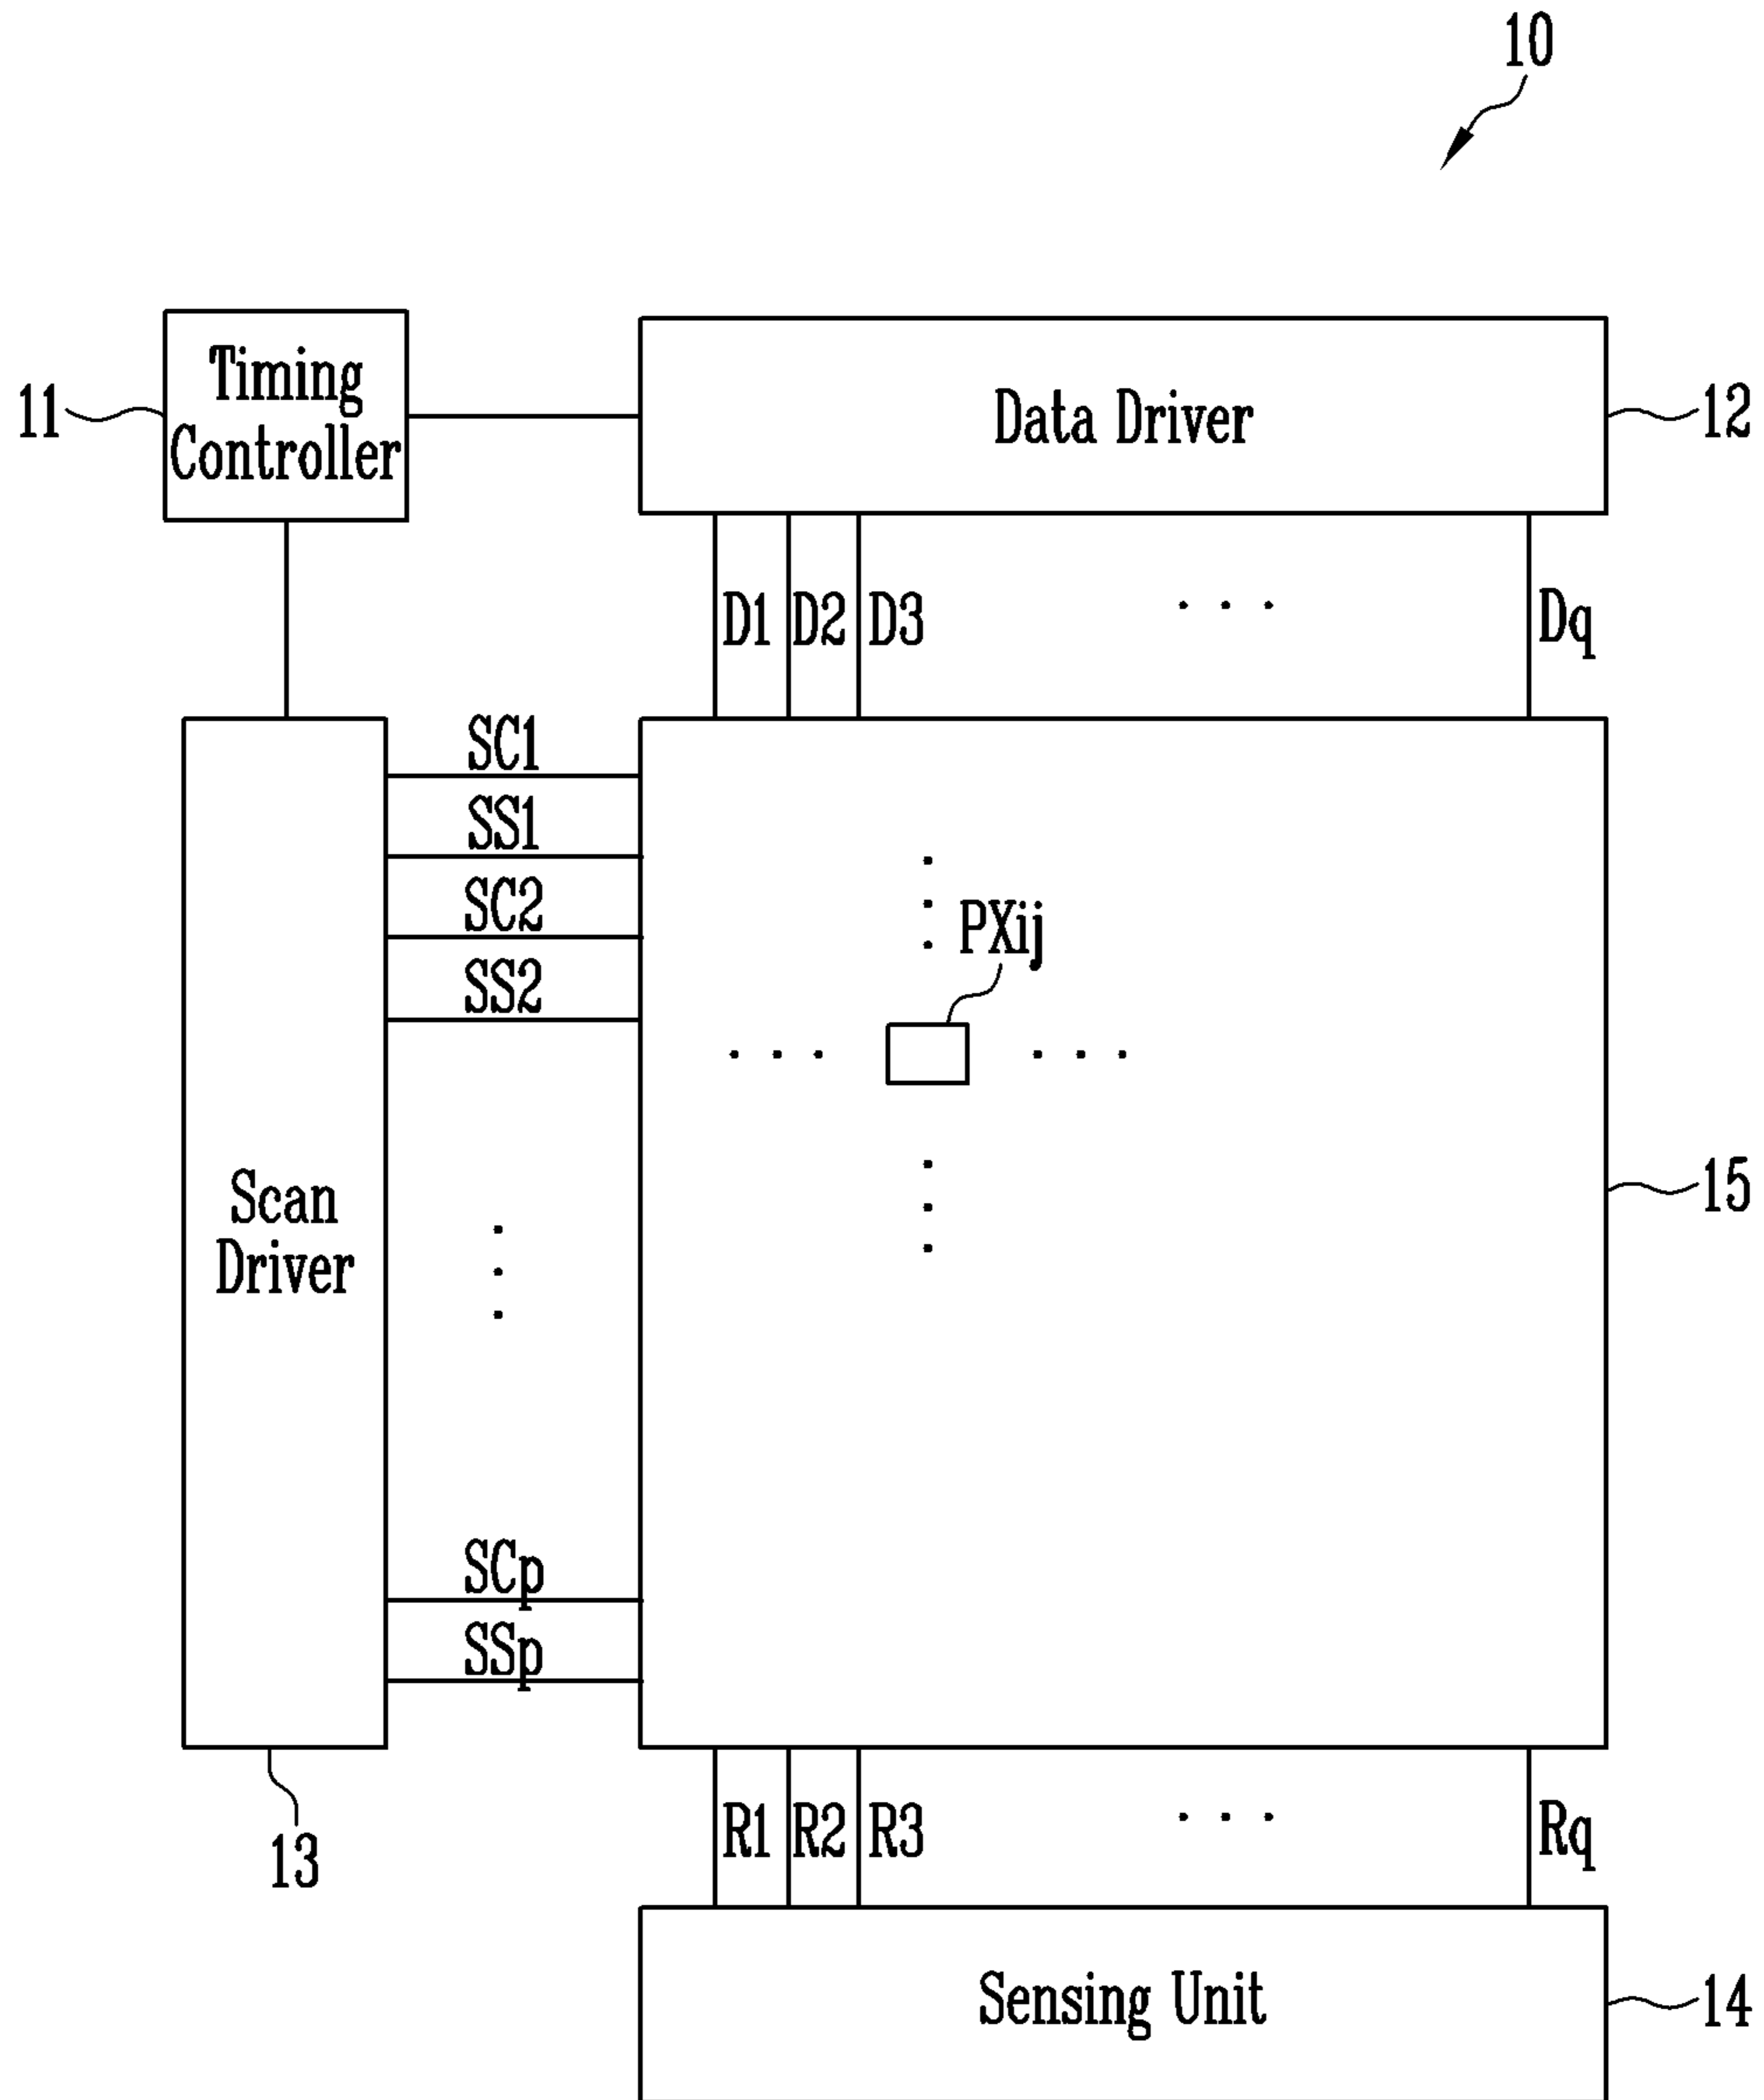 10
Timing
Controller
11
Data Driver
12
D1 D2 D3 . . . Dq
SC1
SS1
SC2
SS2
PXij
Scan
Driver
15
SCp
SSp
13
R1 R2 R3 . . . Rq
Sensing Unit
14